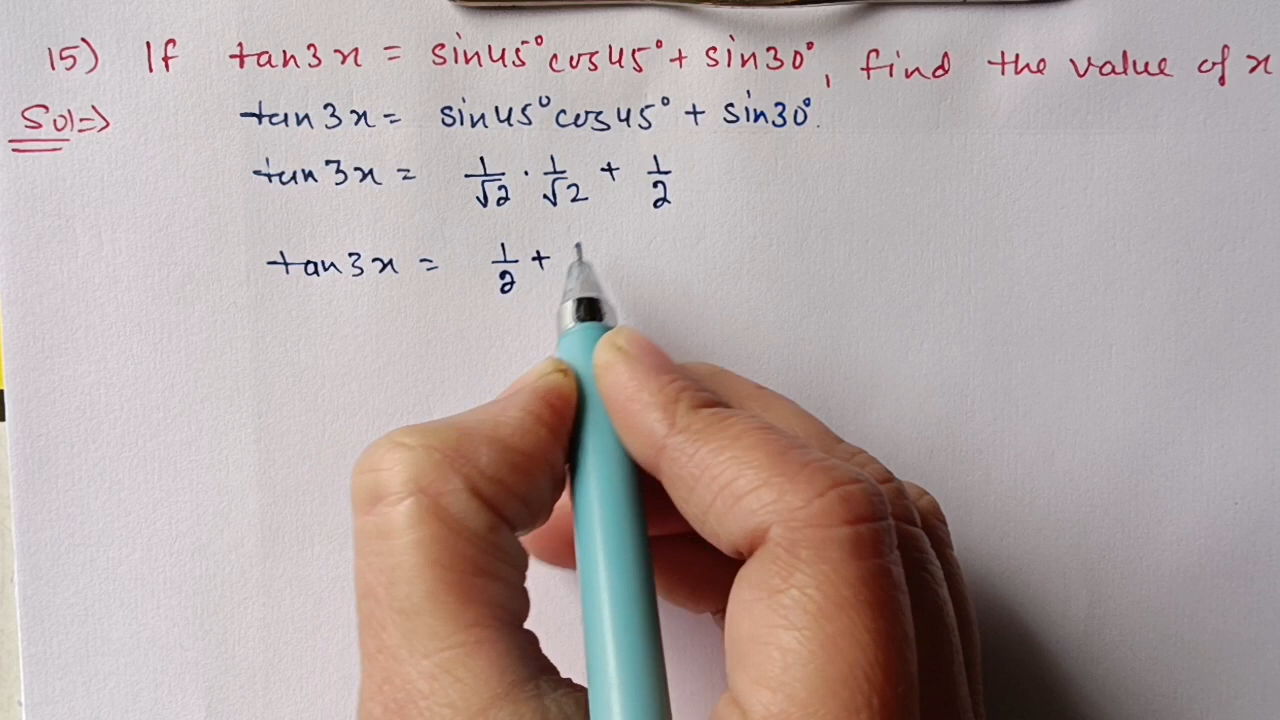 15) If tan3x = sin45° cos45° + sin30°, find the value of x
Sol=> tan3x = sin45° cos45° + sin30°.
tan3x = 1/√2 · 1/√2 + 1/2
tan3x = 1/2 +